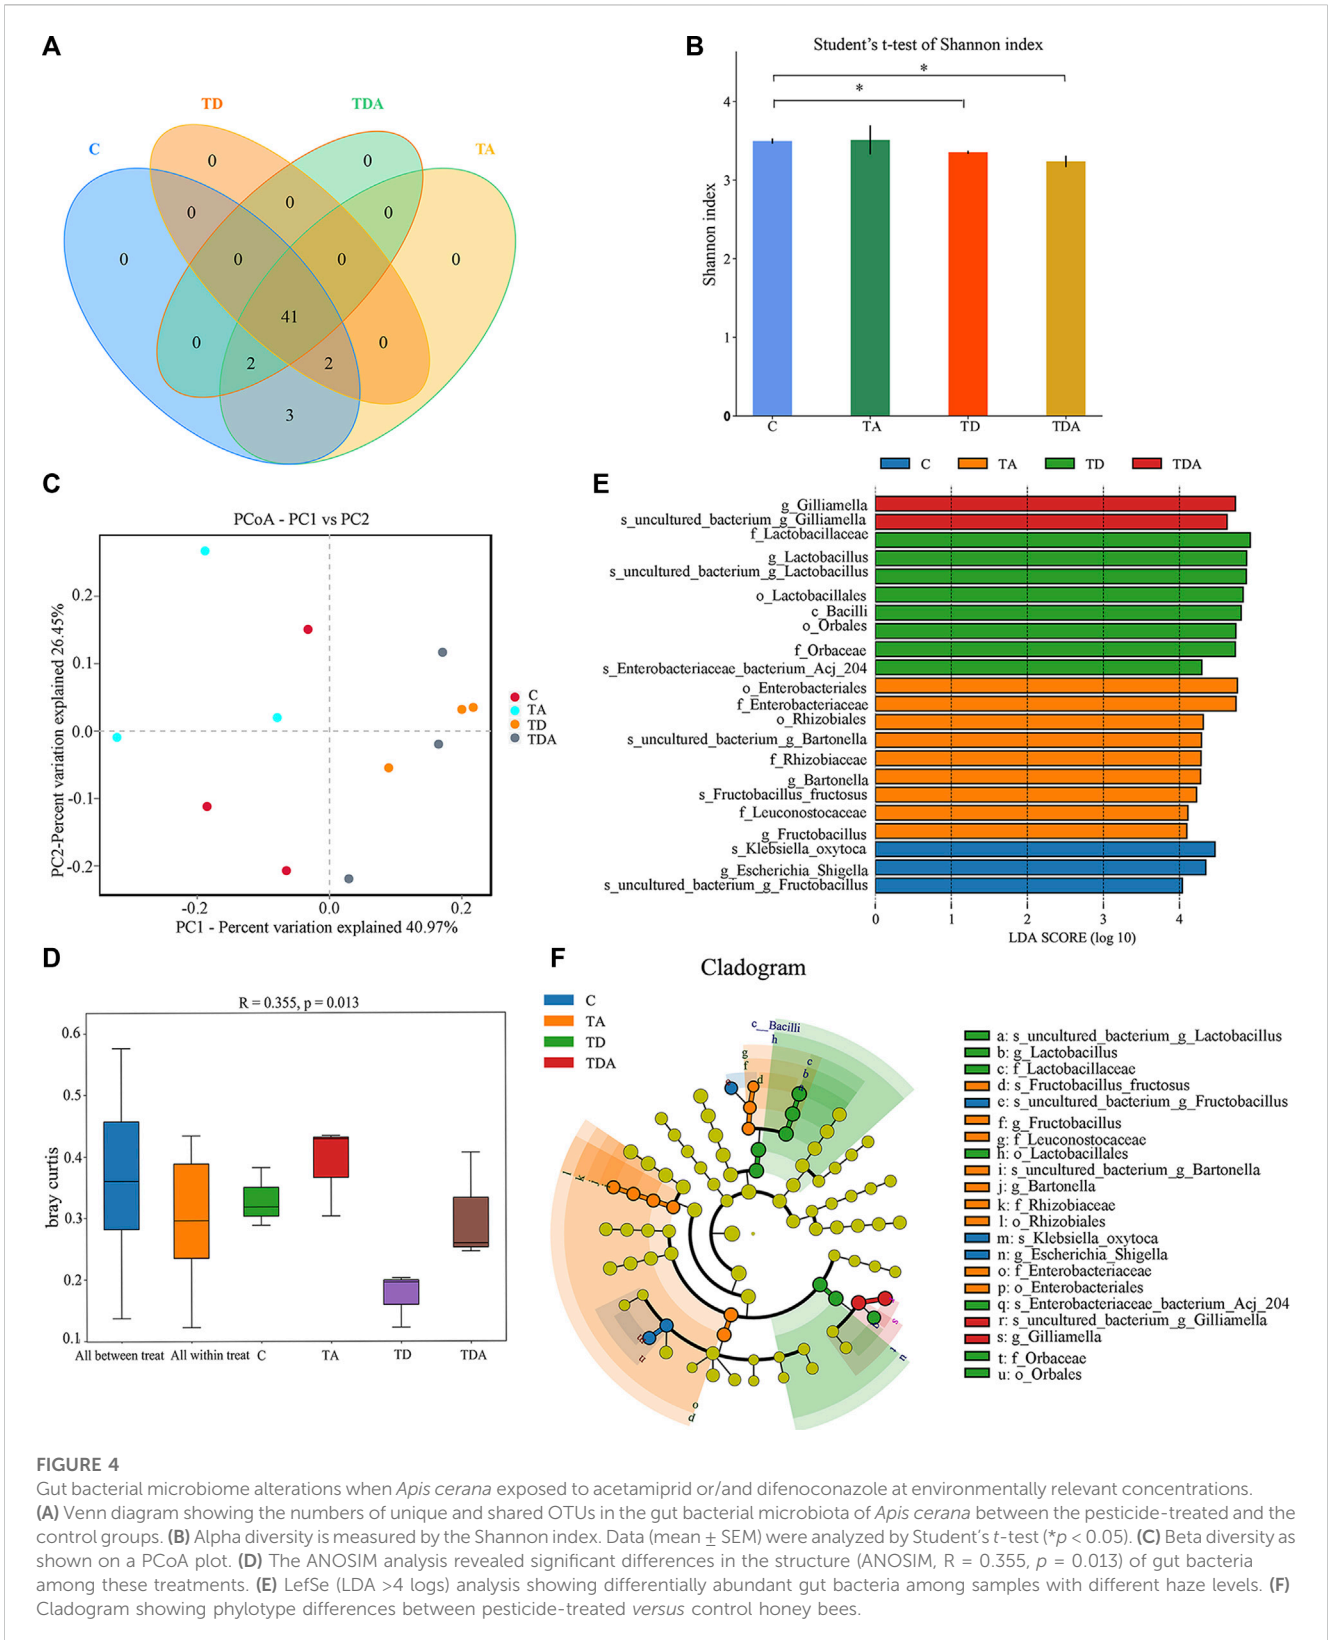 A
TD
TDA
C
TA
0
0
0
0
0
0
0
0
0
41
0
0
2
2
3
B
Student's t-test of Shannon index
*
*
4
3
2
1
0
Shannon index
C
TA
TD
TDA
C
PCoA - PC1 vs PC2
0.2
0.1
0.0
-0.1
-0.2
PC2-Percent variation explained 26.45%
-0.2
0.0
0.2
PC1 - Percent variation explained 40.97%
C
TA
TD
TDA
E
C
TA
TD
TDA
g_Gilliamella
s_uncultured_bacterium_g_Gilliamella
f_Lactobacillaceae
g_Lactobacillus
s_uncultured_bacterium_g_Lactobacillus
o_Lactobacillales
c_Bacilli
o_Orbales
f_Orbaceae
s_Enterobacteriaceae_bacterium_Acj_204
o_Enterobacteriales
f_Enterobacteriaceae
o_Rhizobiales
s_uncultured_bacterium_g_Bartonella
f_Rhizobiaceae
g_Bartonella
s_Fructobacillus_fructosus
f_Leuconostocaceae
g_Fructobacillus
s_Klebsiella_oxytoca
g_Escherichia_Shigella
s_uncultured_bacterium_g_Fructobacillus
0
1
2
3
4
LDA SCORE (log 10)
D
R = 0.355, p = 0.013
0.6
0.5
0.4
0.3
0.2
0.1
bray curtis
All between treat
All within treat
C
TA
TD
TDA
F
Cladogram
C
TA
TD
TDA
c__Bacilli
h
g
f
d
c
b
l
k
o
s
a: s_uncultured_bacterium_g_Lactobacillus
b: g_Lactobacillus
c: f_Lactobacillaceae
d: s_Fructobacillus_fructosus
e: s_uncultured_bacterium_g_Fructobacillus
f: g_Fructobacillus
g: f_Leuconostocaceae
h: o_Lactobacillales
i: s_uncultured_bacterium_g_Bartonella
j: g_Bartonella
k: f_Rhizobiaceae
l: o_Rhizobiales
m: s_Klebsiella_oxytoca
n: g_Escherichia_Shigella
o: f_Enterobacteriaceae
p: o_Enterobacteriales
q: s_Enterobacteriaceae_bacterium_Acj_204
r: s_uncultured_bacterium_g_Gilliamella
s: g_Gilliamella
t: f_Orbaceae
u: o_Orbales
FIGURE 4
Gut bacterial microbiome alterations when Apis cerana exposed to acetamiprid or/and difenoconazole at environmentally relevant concentrations.
(A) Venn diagram showing the numbers of unique and shared OTUs in the gut bacterial microbiota of Apis cerana between the pesticide-treated and the
control groups. (B) Alpha diversity is measured by the Shannon index. Data (mean ± SEM) were analyzed by Student's t-test (*p < 0.05). (C) Beta diversity as
shown on a PCoA plot. (D) The ANOSIM analysis revealed significant differences in the structure (ANOSIM, R = 0.355, p = 0.013) of gut bacteria
among these treatments. (E) LefSe (LDA >4 logs) analysis showing differentially abundant gut bacteria among samples with different haze levels. (F)
Cladogram showing phylotype differences between pesticide-treated versus control honey bees.